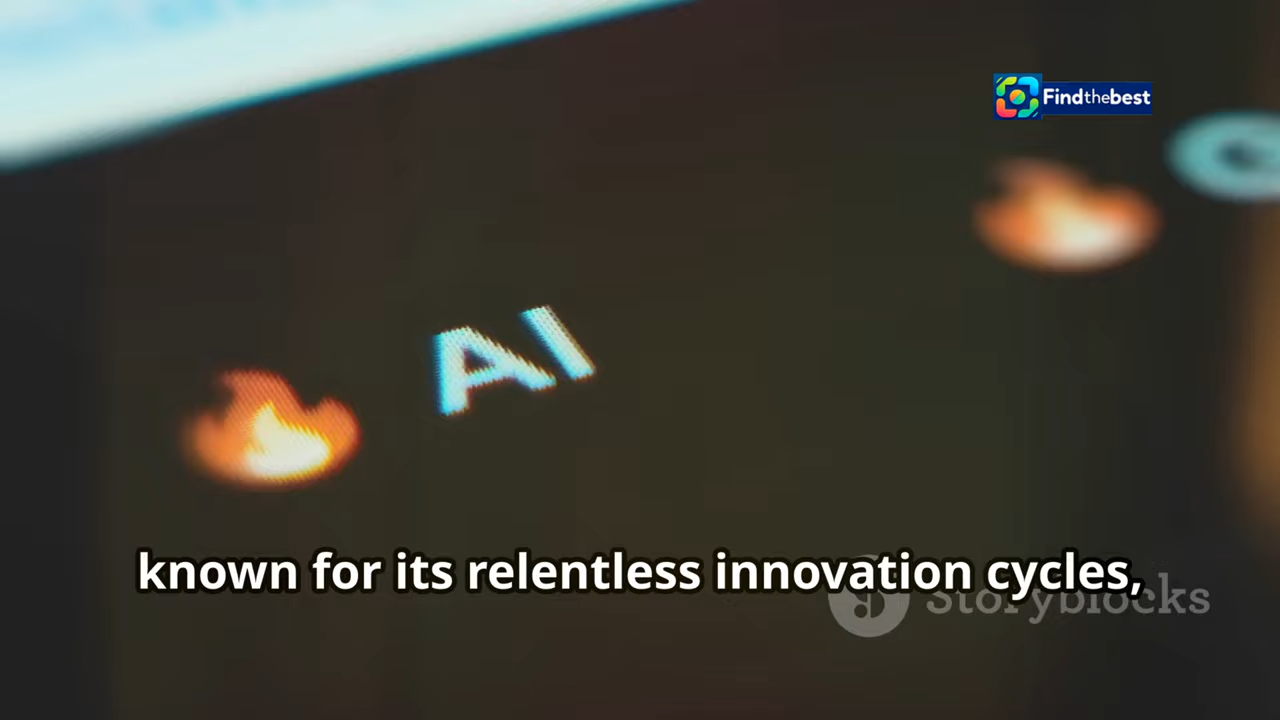 Findthebest
AI
known for its relentless innovation cycles,
Storyblocks